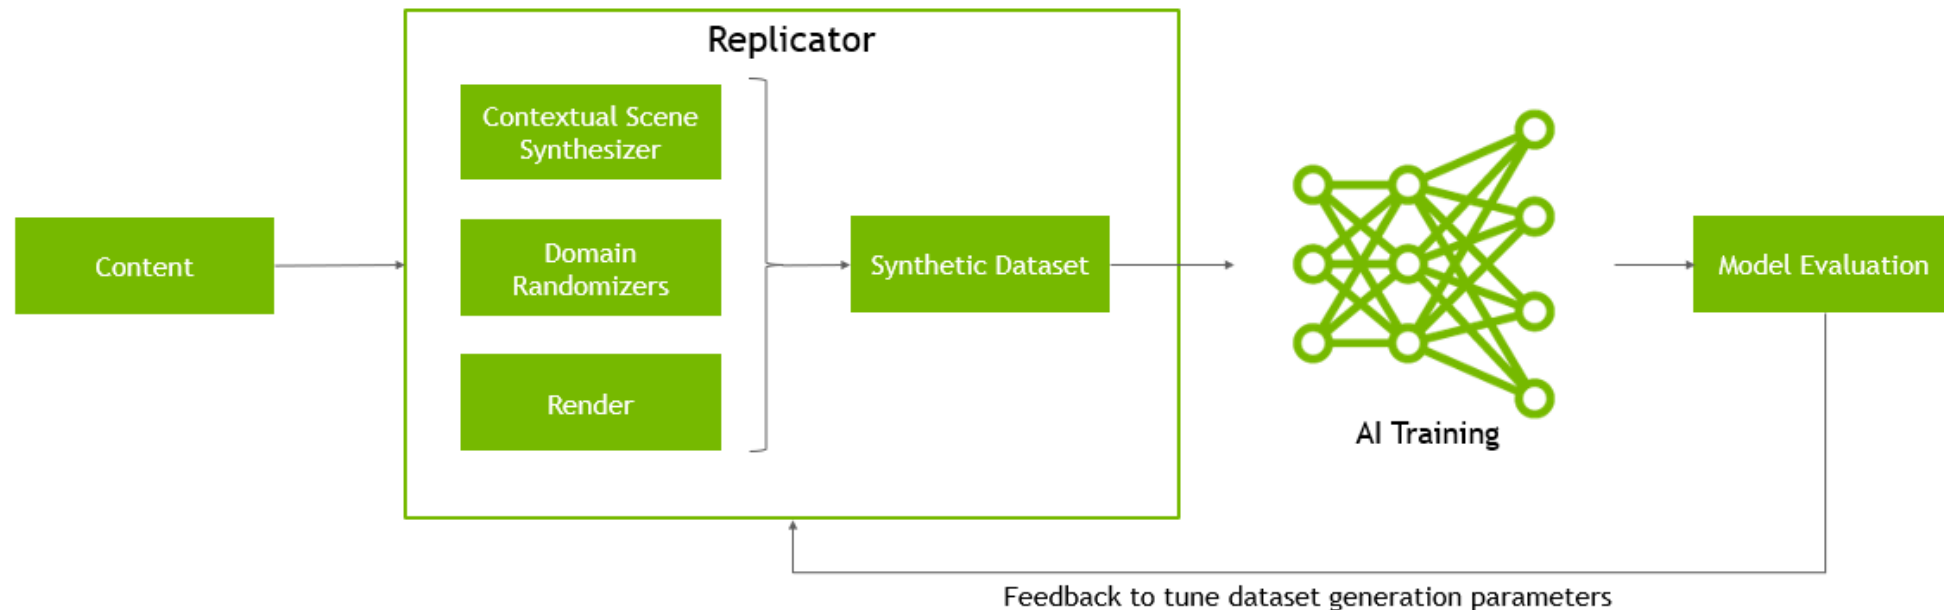 Replicator
Contextual Scene
Synthesizer
Domain
Randomizers
Render
Content
Synthetic Dataset
AI Training
Model Evaluation
Feedback to tune dataset generation parameters